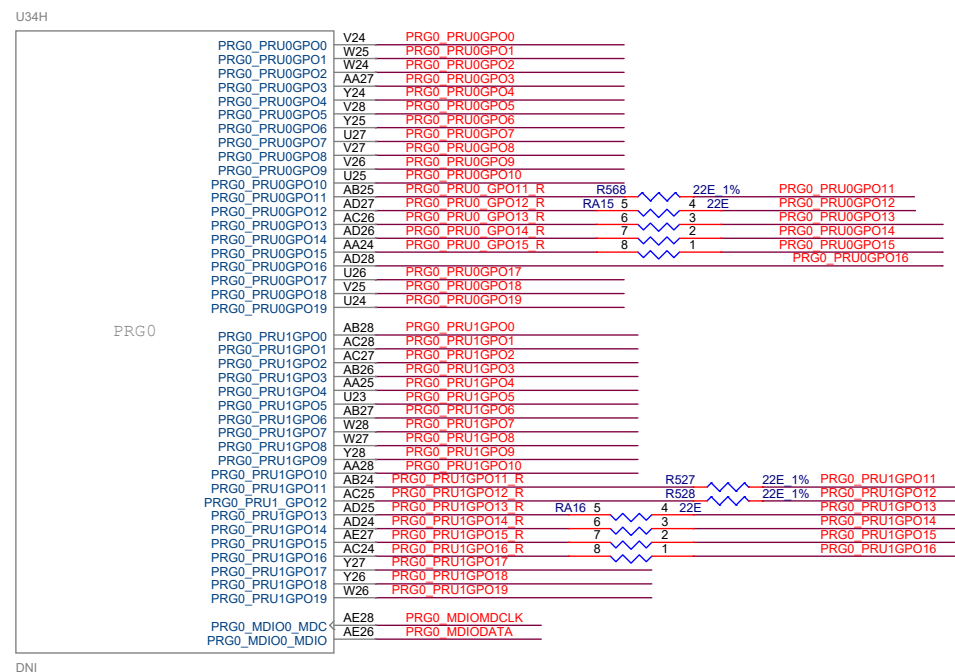 U34H
PRG0_PRU0GPO0 V24 PRG0_PRU0GPO0
PRG0_PRU0GPO1 W25 PRG0_PRU0GPO1
PRG0_PRU0GPO2 W24 PRG0_PRU0GPO2
PRG0_PRU0GPO3 AA27 PRG0_PRU0GPO3
PRG0_PRU0GPO4 Y24 PRG0_PRU0GPO4
PRG0_PRU0GPO5 V28 PRG0_PRU0GPO5
PRG0_PRU0GPO6 Y25 PRG0_PRU0GPO6
PRG0_PRU0GPO7 U27 PRG0_PRU0GPO7
PRG0_PRU0GPO8 V27 PRG0_PRU0GPO8
PRG0_PRU0GPO9 V26 PRG0_PRU0GPO9
PRG0_PRU0GPO10 U25 PRG0_PRU0GPO10
PRG0_PRU0GPO11 AB25 PRG0_PRU0_GPO11_R R568 22E_1% PRG0_PRU0GPO11
PRG0_PRU0GPO12 AD27 PRG0_PRU0_GPO12_R RA15 5 4 22E PRG0_PRU0GPO12
PRG0_PRU0GPO13 AC26 PRG0_PRU0_GPO13_R 6 3 PRG0_PRU0GPO13
PRG0_PRU0GPO14 AD26 PRG0_PRU0_GPO14_R 7 2 PRG0_PRU0GPO14
PRG0_PRU0GPO15 AA24 PRG0_PRU0_GPO15_R 8 1 PRG0_PRU0GPO15
PRG0_PRU0GPO16 AD28 PRG0_PRU0GPO16
PRG0_PRU0GPO17 U26 PRG0_PRU0GPO17
PRG0_PRU0GPO18 V25 PRG0_PRU0GPO18
PRG0_PRU0GPO19 U24 PRG0_PRU0GPO19
PRG0
PRG0_PRU1GPO0 AB28 PRG0_PRU1GPO0
PRG0_PRU1GPO1 AC28 PRG0_PRU1GPO1
PRG0_PRU1GPO2 AC27 PRG0_PRU1GPO2
PRG0_PRU1GPO3 AB26 PRG0_PRU1GPO3
PRG0_PRU1GPO4 AA25 PRG0_PRU1GPO4
PRG0_PRU1GPO5 U23 PRG0_PRU1GPO5
PRG0_PRU1GPO6 AB27 PRG0_PRU1GPO6
PRG0_PRU1GPO7 W28 PRG0_PRU1GPO7
PRG0_PRU1GPO8 W27 PRG0_PRU1GPO8
PRG0_PRU1GPO9 Y28 PRG0_PRU1GPO9
PRG0_PRU1GPO10 AA28 PRG0_PRU1GPO10
PRG0_PRU1GPO11 AB24 PRG0_PRU1GPO11_R R527 22E_1% PRG0_PRU1GPO11
PRG0_PRU1_GPO12 AC25 PRG0_PRU1GPO12_R R528 22E_1% PRG0_PRU1GPO12
PRG0_PRU1GPO13 AD25 PRG0_PRU1GPO13_R RA16 5 4 22E PRG0_PRU1GPO13
PRG0_PRU1GPO14 AD24 PRG0_PRU1GPO14_R 6 3 PRG0_PRU1GPO14
PRG0_PRU1GPO15 AE27 PRG0_PRU1GPO15_R 7 2 PRG0_PRU1GPO15
PRG0_PRU1GPO16 AC24 PRG0_PRU1GPO16_R 8 1 PRG0_PRU1GPO16
PRG0_PRU1GPO17 Y27 PRG0_PRU1GPO17
PRG0_PRU1GPO18 Y26 PRG0_PRU1GPO18
PRG0_PRU1GPO19 W26 PRG0_PRU1GPO19
PRG0_MDIO0_MDC AE28 PRG0_MDIOMDCLK
PRG0_MDIO0_MDIO AE26 PRG0_MDIODATA
DNI